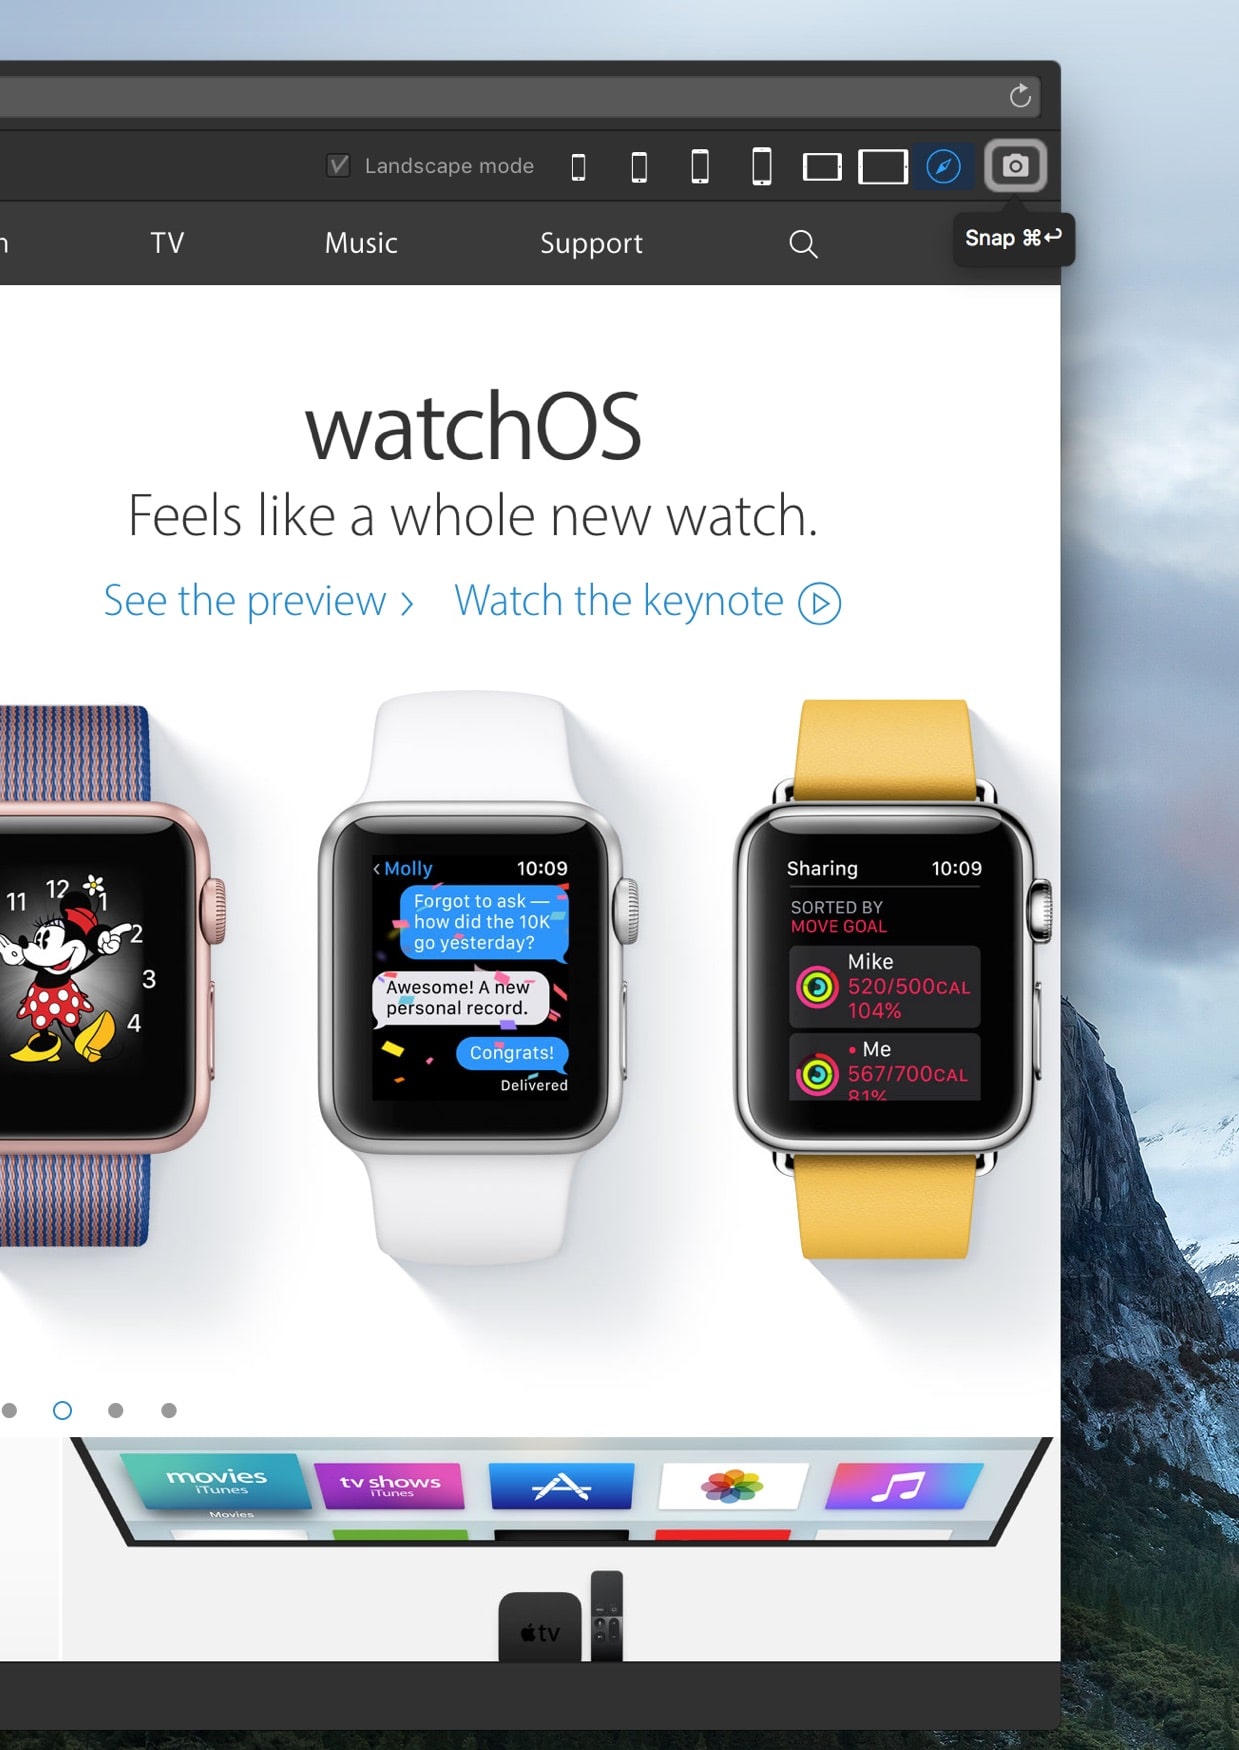 Landscape mode
Snap ⌘↩
n
TV
Music
Support
watchOS
Feels like a whole new watch.
See the preview ›
Watch the keynote
11
12
1
2
3
4
‹ Molly
10:09
Forgot to ask —
how did the 10K
go yesterday?
Awesome! A new
personal record.
Congrats!
Delivered
Sharing
10:09
SORTED BY
MOVE GOAL
Mike
520/500CAL
104%
• Me
567/700CAL
81%
movies
iTunes
Movies
tv shows
iTunes
tv